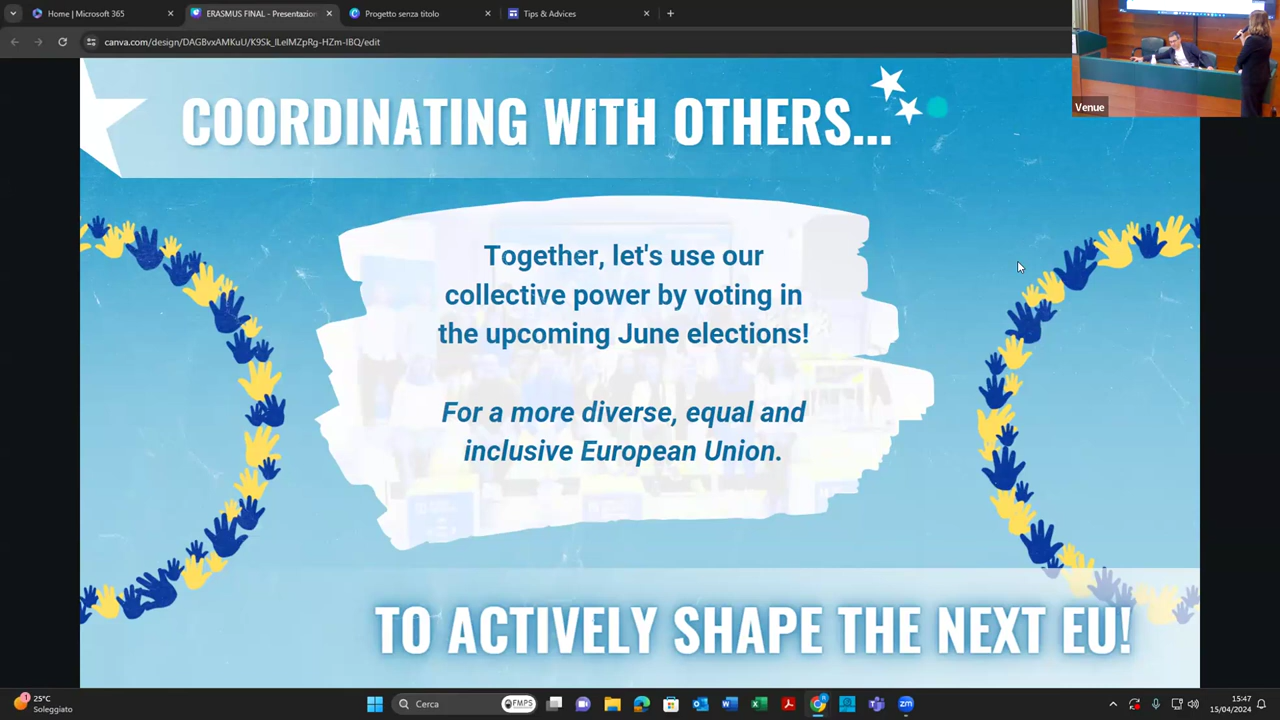 Home | Microsoft 365
ERASMUS FINAL - Presentazion
Progetto senza titolo
Tips & Advices
canva.com/design/DAGBvxAMKuU/K9Sk_lLelMZpRg-HZm-IBQ/edit
Venue
COORDINATING WITH OTHERS...
Together, let's use our
collective power by voting in
the upcoming June elections!
For a more diverse, equal and
inclusive European Union.
TO ACTIVELY SHAPE THE NEXT EU!
1
25°C
Soleggiato
Cerca
FMPS
15:47
15/04/2024